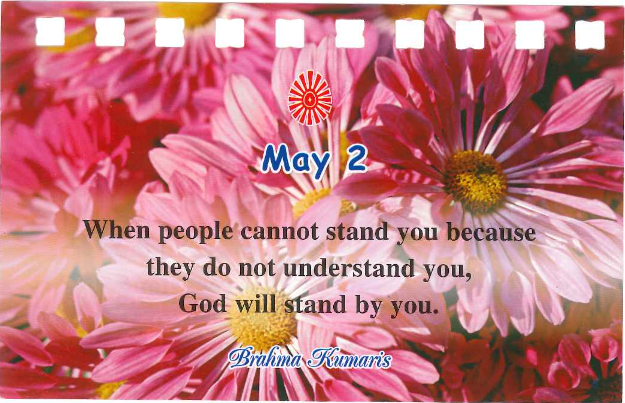 May 2
When people cannot stand you because
they do not understand you,
God will stand by you.
Brahma Kumaris